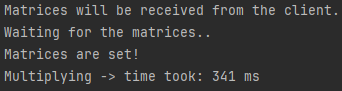 Matrices will be received from the client.
Waiting for the matrices..
Matrices are set!
Multiplying -> time took: 341 ms